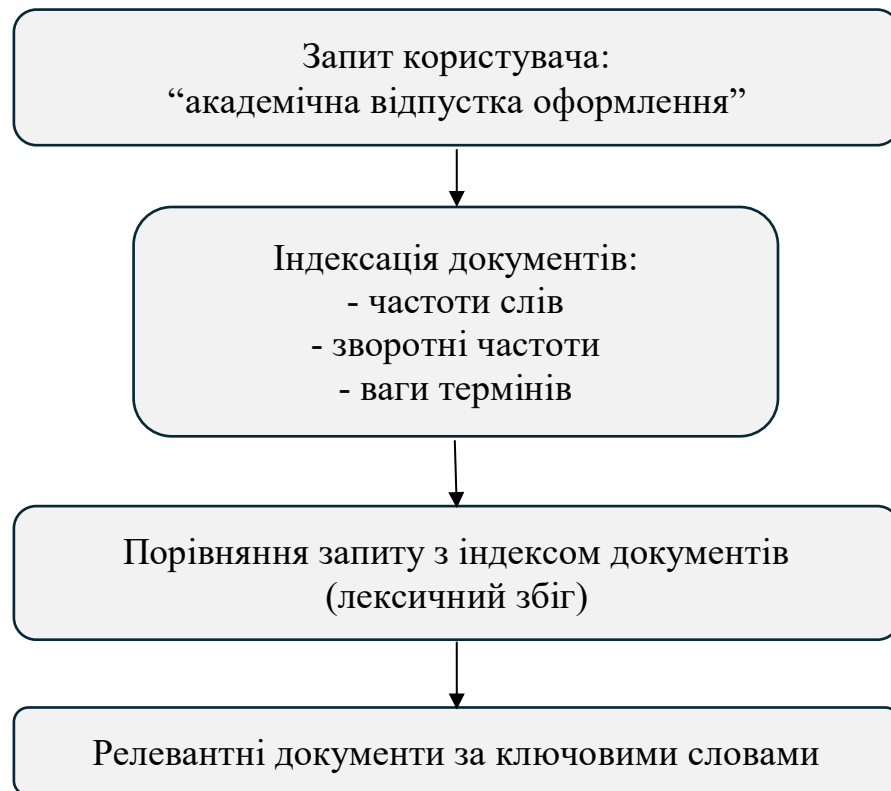 Запит користувача:
“академічна відпустка оформлення”
Індексація документів:
- частоти слів
- зворотні частоти
- ваги термінів
Порівняння запиту з індексом документів
(лексичний збіг)
Релевантні документи за ключовими словами